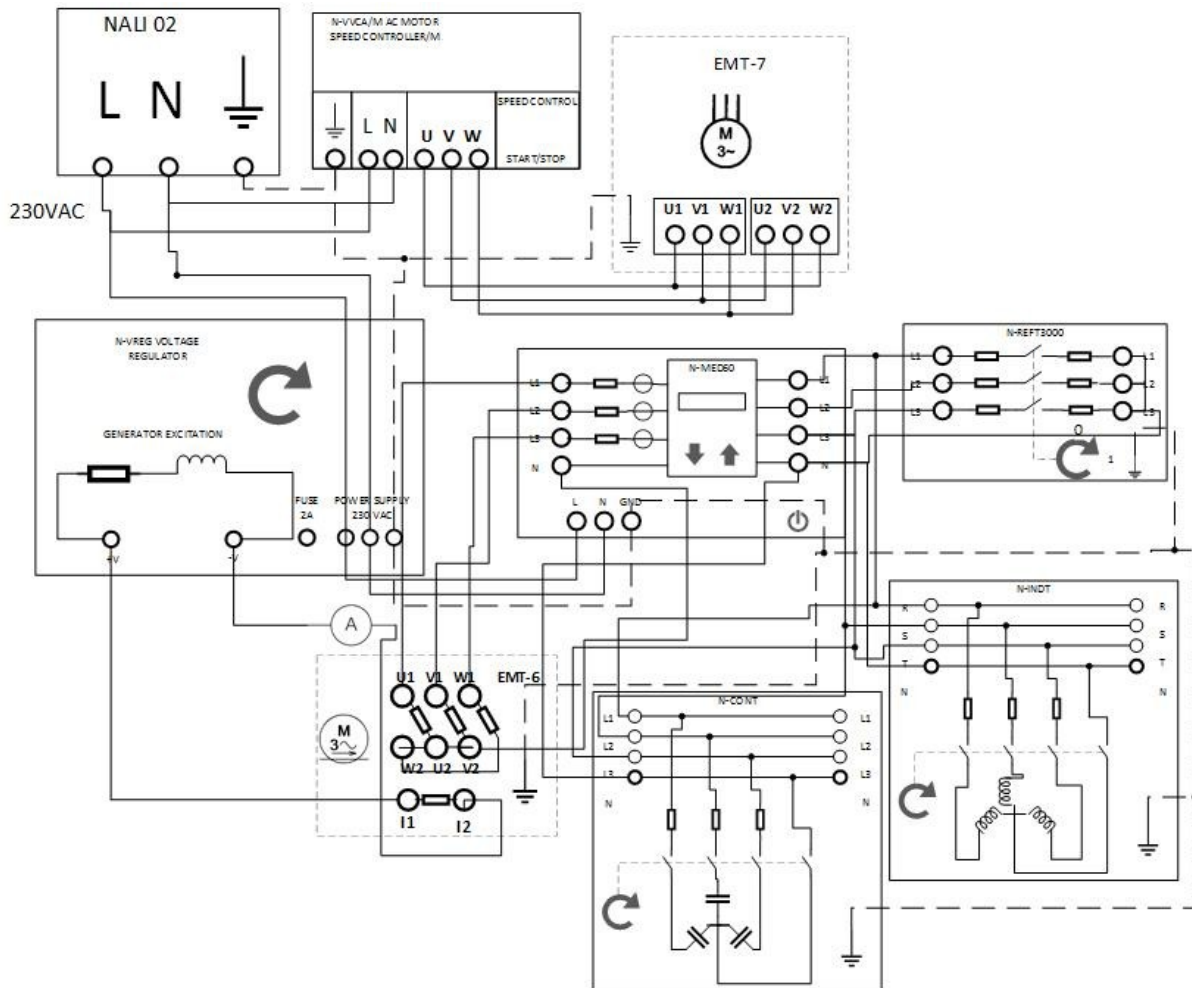 NALI 02
L N
230VAC
N-VVCA/M AC MOTOR
SPEED CONTROLLER/M
L N
U V W
SPEED CONTROL
START/STOP
EMT-7
M
3~
U1 V1 W1 U2 V2 W2
N-VREG VOLTAGE
REGULATOR
GENERATOR EXCITATION
FUSE
2A
POWER SUPPLY
230 VAC
+V
-V
A
N-MED60
L1
L2
L3
N
L1
L2
L3
N
L N GND
N-REFT3000
L1
L2
L3
L1
L2
L3
0
1
N-INDT
R
S
T
N
R
S
T
N
EMT-6
U1 V1 W1
M
3~
W2 U2 V2
I1 I2
N-CONT
L1
L2
L3
N
L1
L2
L3
N